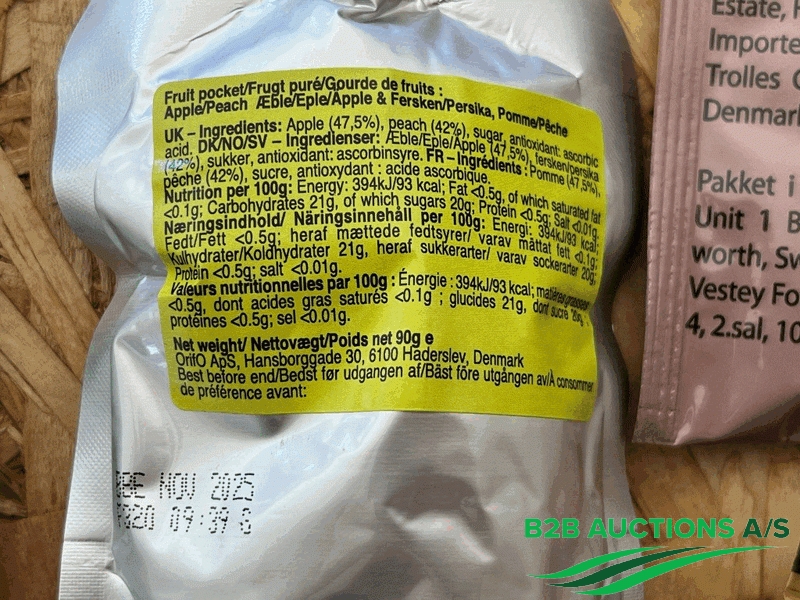 Fruit pocket/Frugt puré/Gourde de fruits :
Apple/Peach Æble/Eple/Äpple & Fersken/Persika, Pomme/Pêche
UK – Ingredients: Apple (47,5%), peach (42%), sugar, antioxidant: ascorbic
acid. DK/NO/SV – Ingredienser: Æble/Eple/Äpple (47,5%), fersken/persika
(42%), sukker, antioxidant: ascorbinsyre. FR – Ingrédients : Pomme (47,5%),
pêche (42%), sucre, antioxydant : acide ascorbique.
Nutrition per 100g: Energy: 394kJ/93 kcal; Fat <0.5g, of which saturated fat
<0.1g; Carbohydrates 21g, of which sugars 20g; Protein <0.5g; Salt <0.01g.
Næringsindhold/ Näringsinnehåll per 100g: Energi: 394kJ/93 kcal;
Fedt/Fett <0.5g; heraf mættede fedtsyrer/ varav mättat fett <0.1g;
Kulhydrater/Koldhydrater 21g, heraf sukkerarter/ varav sockerarter 20g;
Protein <0.5g; salt <0.01g.
Valeurs nutritionnelles par 100g : Énergie : 394kJ/93 kcal; matières grasses
<0.5g, dont acides gras saturés <0.1g ; glucides 21g, dont sucre 20g ;
protéines <0.5g; sel <0.01g.
Net weight/ Nettovægt/Poids net 90g e
OrifO ApS, Hansborggade 30, 6100 Haderslev, Denmark
Best before end/Bedst før udgangen af/Bäst före utgången av/À consommer
de préférence avant:
BBE NOV 2025
09:39 G
Estate,
Importe
Trolles
Denmark
Pakket i
Unit 1 B
worth, Sw
Vestey Fo
4, 2.sal, 10
B2B AUCTIONS A/S